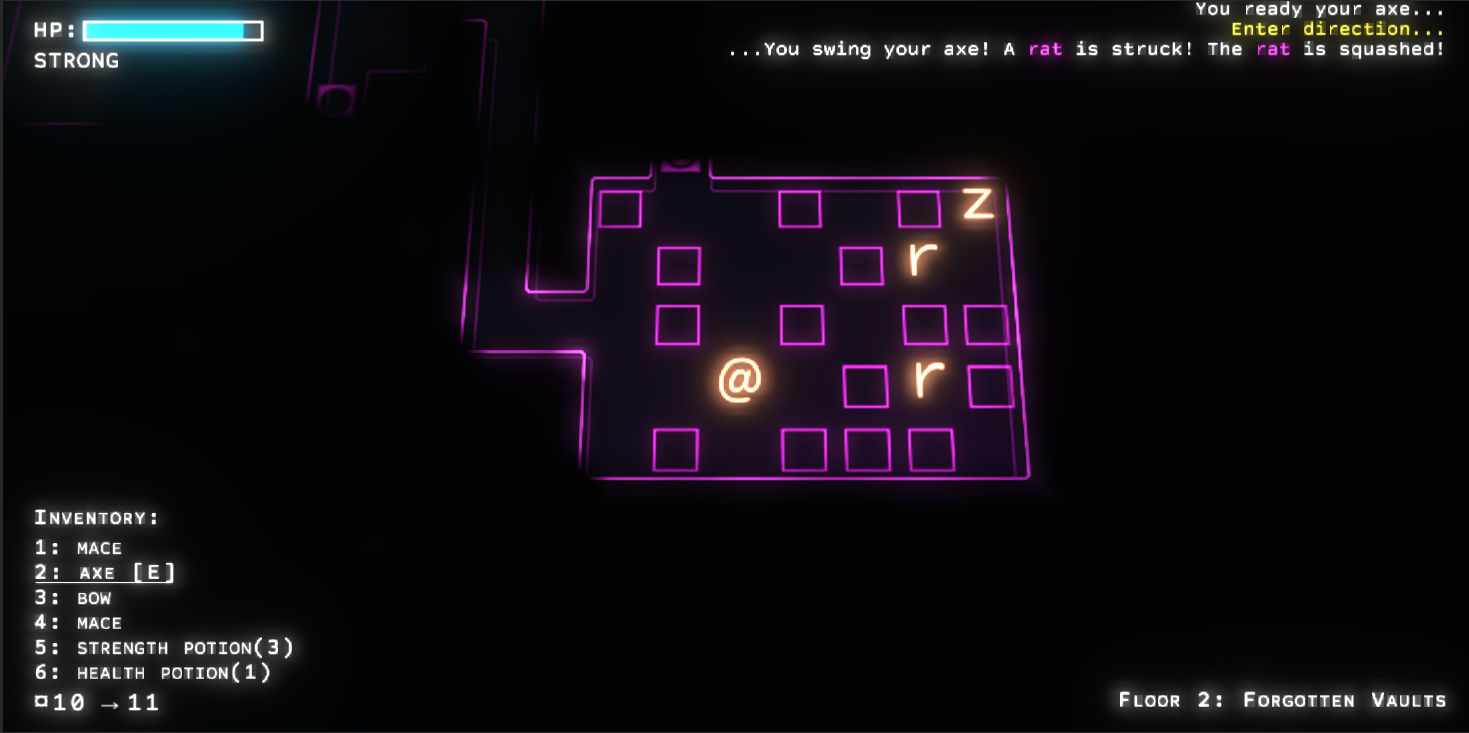 HP:
STRONG
You ready your axe...
Enter direction...
...You swing your axe! A rat is struck! The rat is squashed!
z
r
@
r
INVENTORY:
1: MACE
2: AXE [E]
3: BOW
4: MACE
5: STRENGTH POTION(3)
6: HEALTH POTION(1)
¤10 →11
FLOOR 2: FORGOTTEN VAULTS